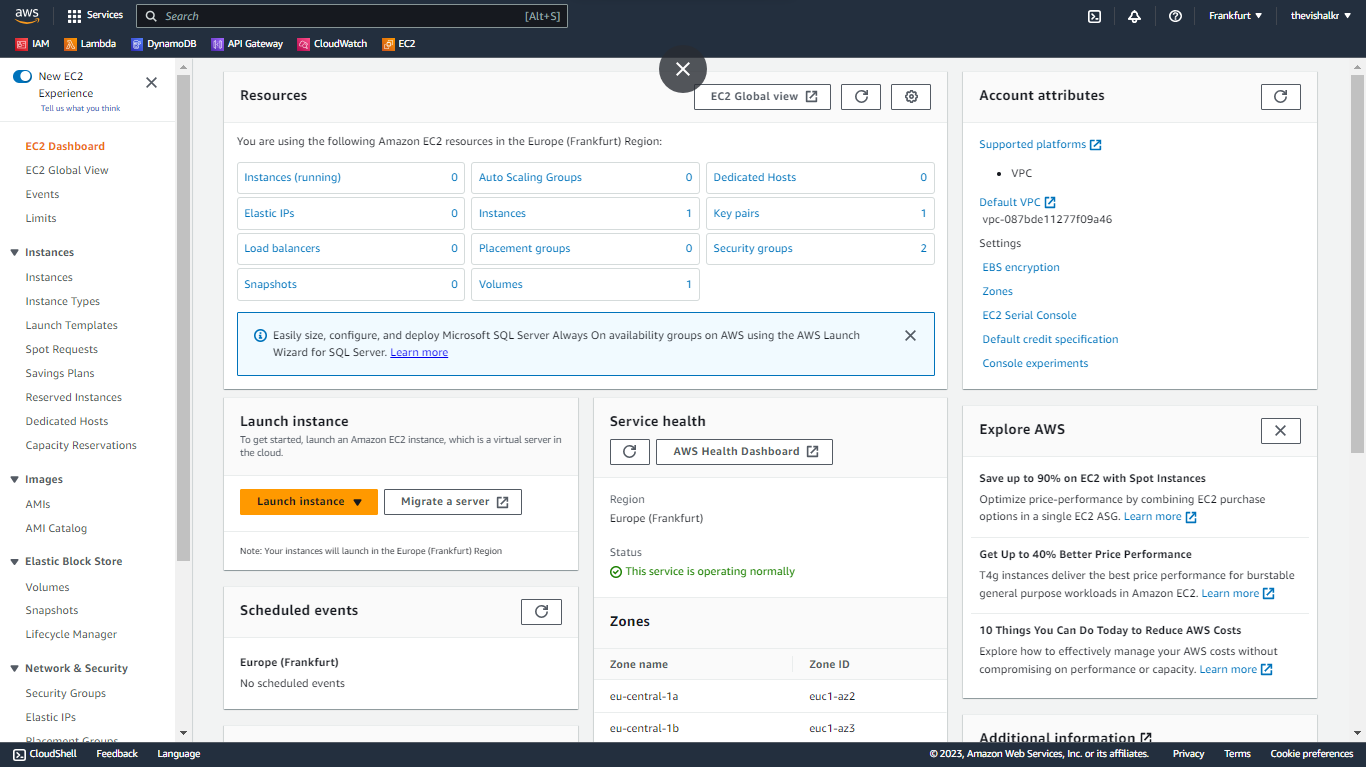 aws
Services
Search
[Alt+S]
Frankfurt
thevishalkr
IAM
Lambda
DynamoDB
API Gateway
CloudWatch
EC2
New EC2
Experience
Tell us what you think
EC2 Dashboard
EC2 Global View
Events
Limits
Instances
Instances
Instance Types
Launch Templates
Spot Requests
Savings Plans
Reserved Instances
Dedicated Hosts
Capacity Reservations
Images
AMIs
AMI Catalog
Elastic Block Store
Volumes
Snapshots
Lifecycle Manager
Network & Security
Security Groups
Elastic IPs
Placement Groups
Resources
EC2 Global view
You are using the following Amazon EC2 resources in the Europe (Frankfurt) Region:
Instances (running) 0
Auto Scaling Groups 0
Dedicated Hosts 0
Elastic IPs 0
Instances 1
Key pairs 1
Load balancers 0
Placement groups 0
Security groups 2
Snapshots 0
Volumes 1
Easily size, configure, and deploy Microsoft SQL Server Always On availability groups on AWS using the AWS Launch
Wizard for SQL Server. Learn more
Launch instance
To get started, launch an Amazon EC2 instance, which is a virtual server in
the cloud.
Launch instance
Migrate a server
Note: Your instances will launch in the Europe (Frankfurt) Region
Scheduled events
Europe (Frankfurt)
No scheduled events
Service health
AWS Health Dashboard
Region
Europe (Frankfurt)
Status
This service is operating normally
Zones
Zone name Zone ID
eu-central-1a euc1-az2
eu-central-1b euc1-az3
Account attributes
Supported platforms
VPC
Default VPC
vpc-087bde11277f09a46
Settings
EBS encryption
Zones
EC2 Serial Console
Default credit specification
Console experiments
Explore AWS
Save up to 90% on EC2 with Spot Instances
Optimize price-performance by combining EC2 purchase
options in a single EC2 ASG. Learn more
Get Up to 40% Better Price Performance
T4g instances deliver the best price performance for burstable
general purpose workloads in Amazon EC2. Learn more
10 Things You Can Do Today to Reduce AWS Costs
Explore how to effectively manage your AWS costs without
compromising on performance or capacity. Learn more
Additional information
CloudShell
Feedback
Language
© 2023, Amazon Web Services, Inc. or its affiliates.
Privacy
Terms
Cookie preferences